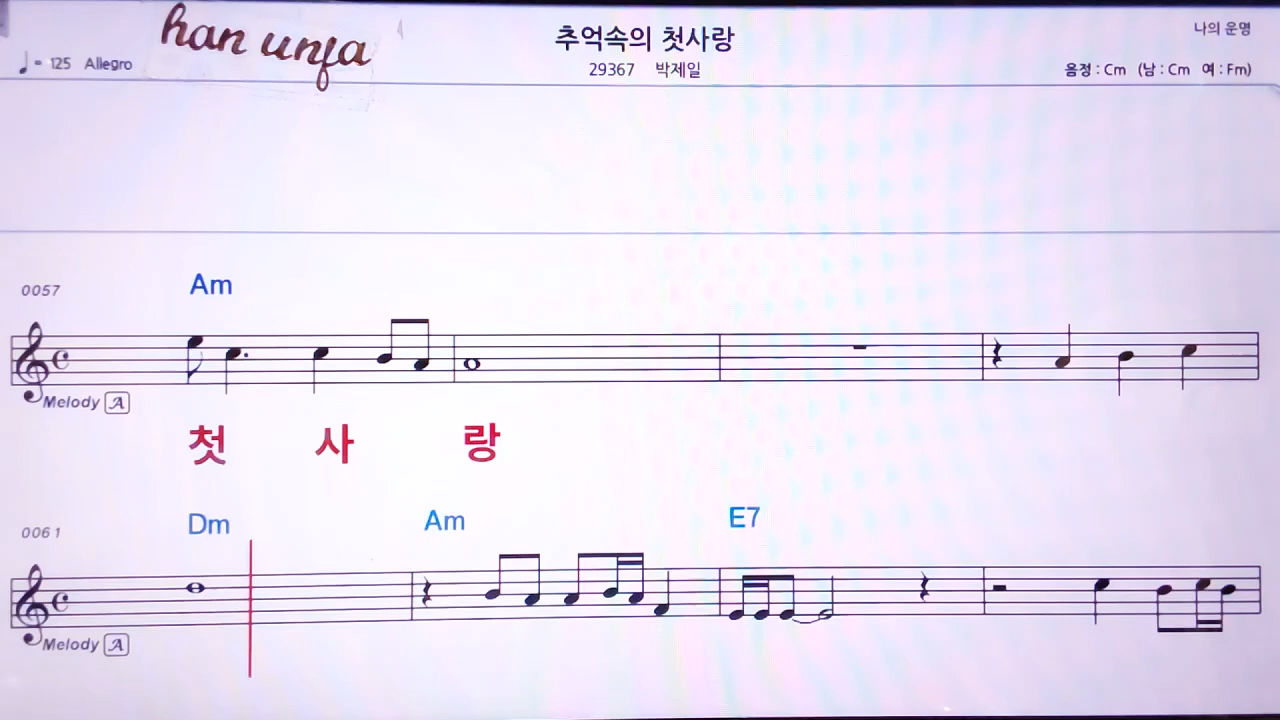 han unfa
추억속의 첫사랑
나의 운명
♩= 125 Allegro
29367 박제일
음정 : Cm (남 : Cm 여 : Fm)
0057
Am
Melody A
첫 사 랑
0061
Dm Am E7
Melody A